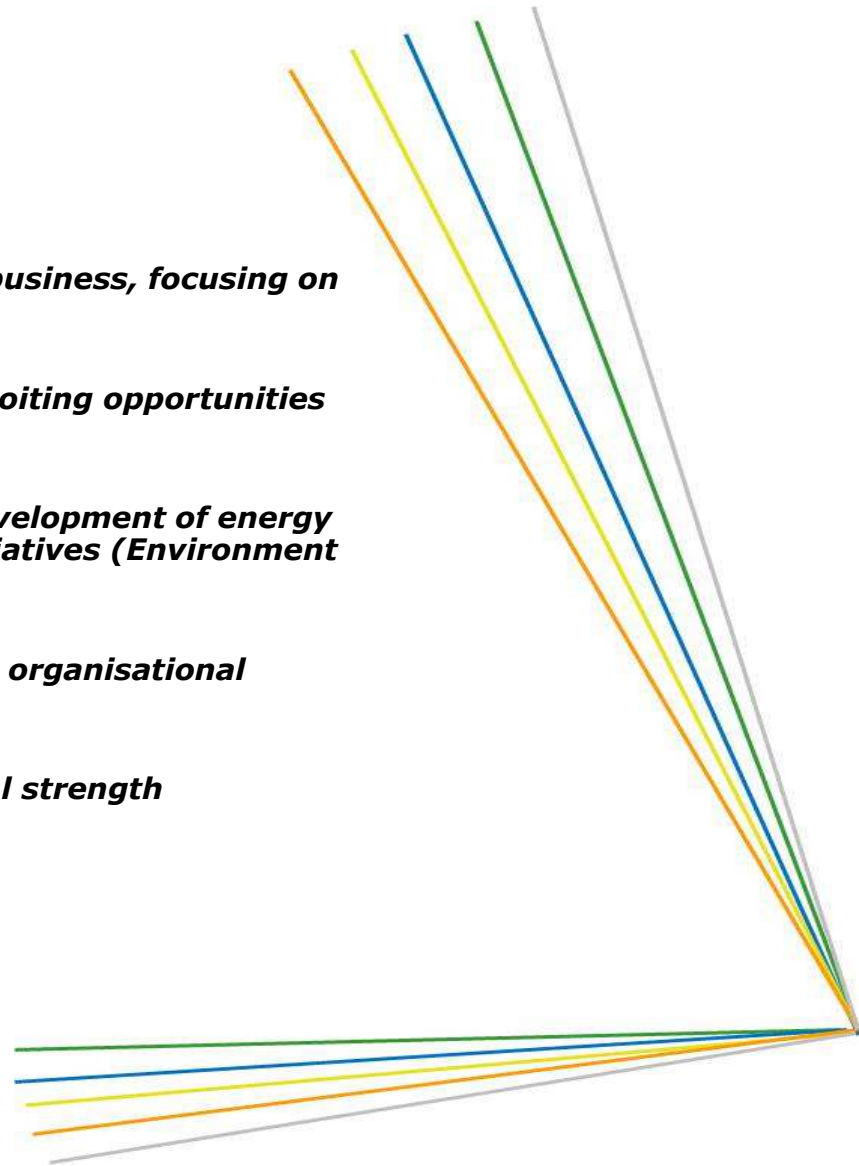 business, focusing on
oiting opportunities
velopment of energy
iatives (Environment
organisational
l strength